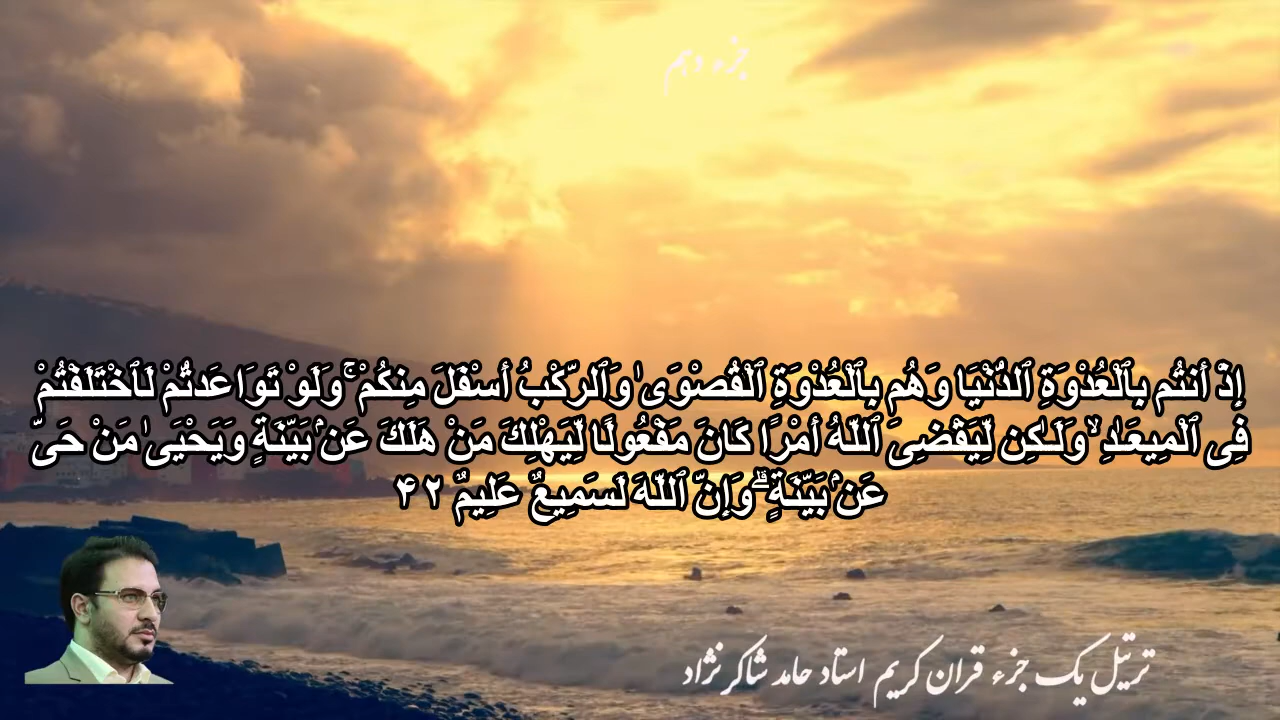 جزء دهم
إِذْ أَنتُم بِٱلْعُدْوَةِ ٱلدُّنْيَا وَهُم بِٱلْعُدْوَةِ ٱلْقُصْوَىٰ وَٱلرَّكْبُ أَسْفَلَ مِنكُمْ ۚ وَلَوْ تَوَاعَدتُّمْ لَٱخْتَلَفْتُمْ
فِى ٱلْمِيعَـٰدِ ۙ وَلَـٰكِن لِّيَقْضِىَ ٱللَّهُ أَمْرًا كَانَ مَفْعُولًا لِّيَهْلِكَ مَنْ هَلَكَ عَنۢ بَيِّنَةٍ وَيَحْيَىٰ مَنْ حَىَّ
عَنۢ بَيِّنَةٍ ۗ وَإِنَّ ٱللَّهَ لَسَمِيعٌ عَلِيمٌ ۴۲
ترتیل یک جزء قران کریم استاد حامد شاکرنژاد